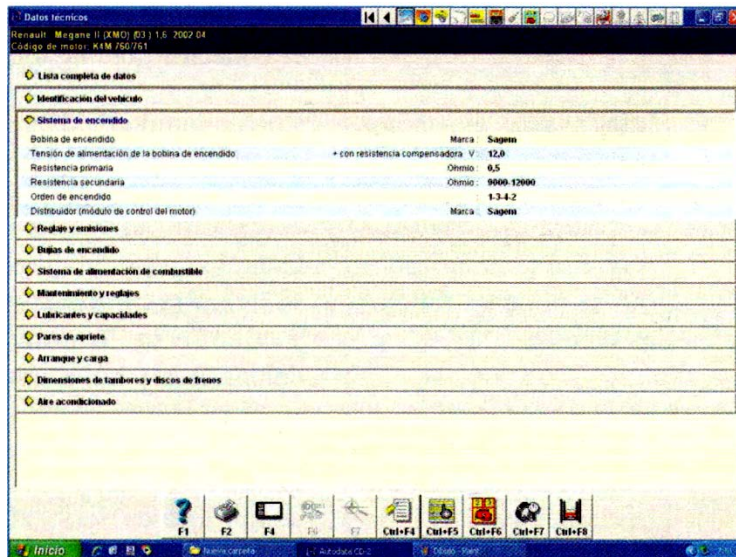 Datos técnicos
Renault Megane II (XMO) (03 ) 1,6 2002 04
Código de motor: K4M 760/761
Lista completa de datos
Identificación del vehículo
Sistema de encendido
Bobina de encendido Marca : Sagem
Tensión de alimentación de la bobina de encendido + con resistencia compensadora V : 12,0
Resistencia primaria Ohmio : 0,5
Resistencia secundaria Ohmio : 9000-12000
Orden de encendido : 1-3-4-2
Distribuidor (módulo de control del motor) Marca : Sagem
Reglaje y emisiones
Bujías de encendido
Sistema de alimentación de combustible
Mantenimiento y reglajes
Lubricantes y capacidades
Pares de apriete
Arranque y carga
Dimensiones de tambores y discos de frenos
Aire acondicionado
F1 F2 F4 F6 F7 Ctrl+F4 Ctrl+F5 Ctrl+F6 Ctrl+F7 Ctrl+F8
Inicio Nueva carpeta Autodata CD-2 Dibujo - Paint